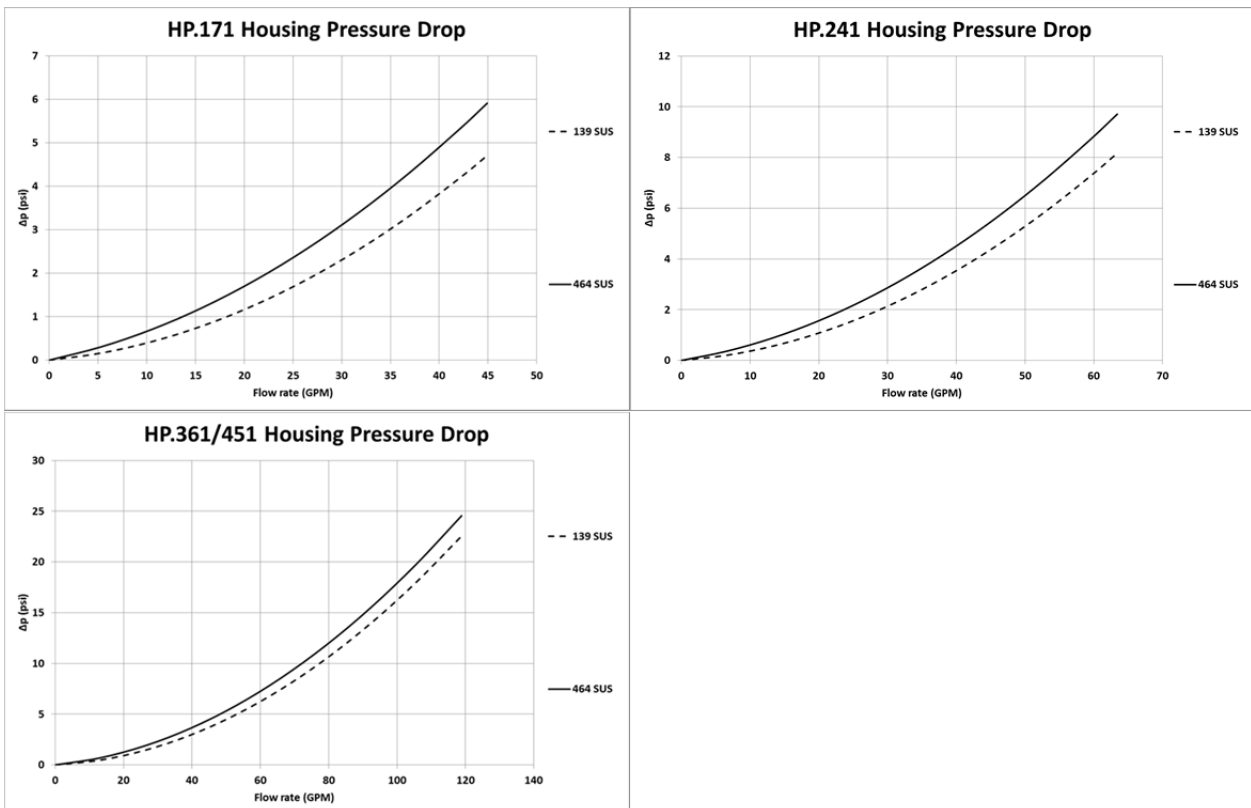 HP.171 Housing Pressure Drop
7
6
5
4
3
2
1
0
Δp (psi)
0 5 10 15 20 25 30 35 40 45 50
Flow rate (GPM)
139 SUS
464 SUS
HP.241 Housing Pressure Drop
12
10
8
6
4
2
0
Δp (psi)
0 10 20 30 40 50 60 70
Flow rate (GPM)
139 SUS
464 SUS
HP.361/451 Housing Pressure Drop
30
25
20
15
10
5
0
Δp (psi)
0 20 40 60 80 100 120 140
Flow rate (GPM)
139 SUS
464 SUS